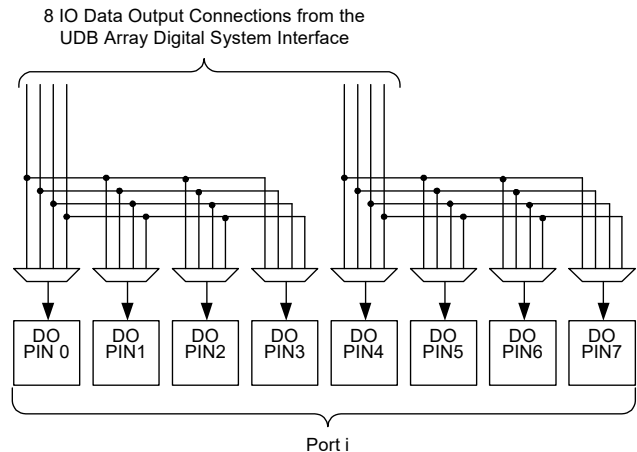 8 IO Data Output Connections from the
UDB Array Digital System Interface
DO
PIN 0
DO
PIN1
DO
PIN2
DO
PIN3
DO
PIN4
DO
PIN5
DO
PIN6
DO
PIN7
Port i